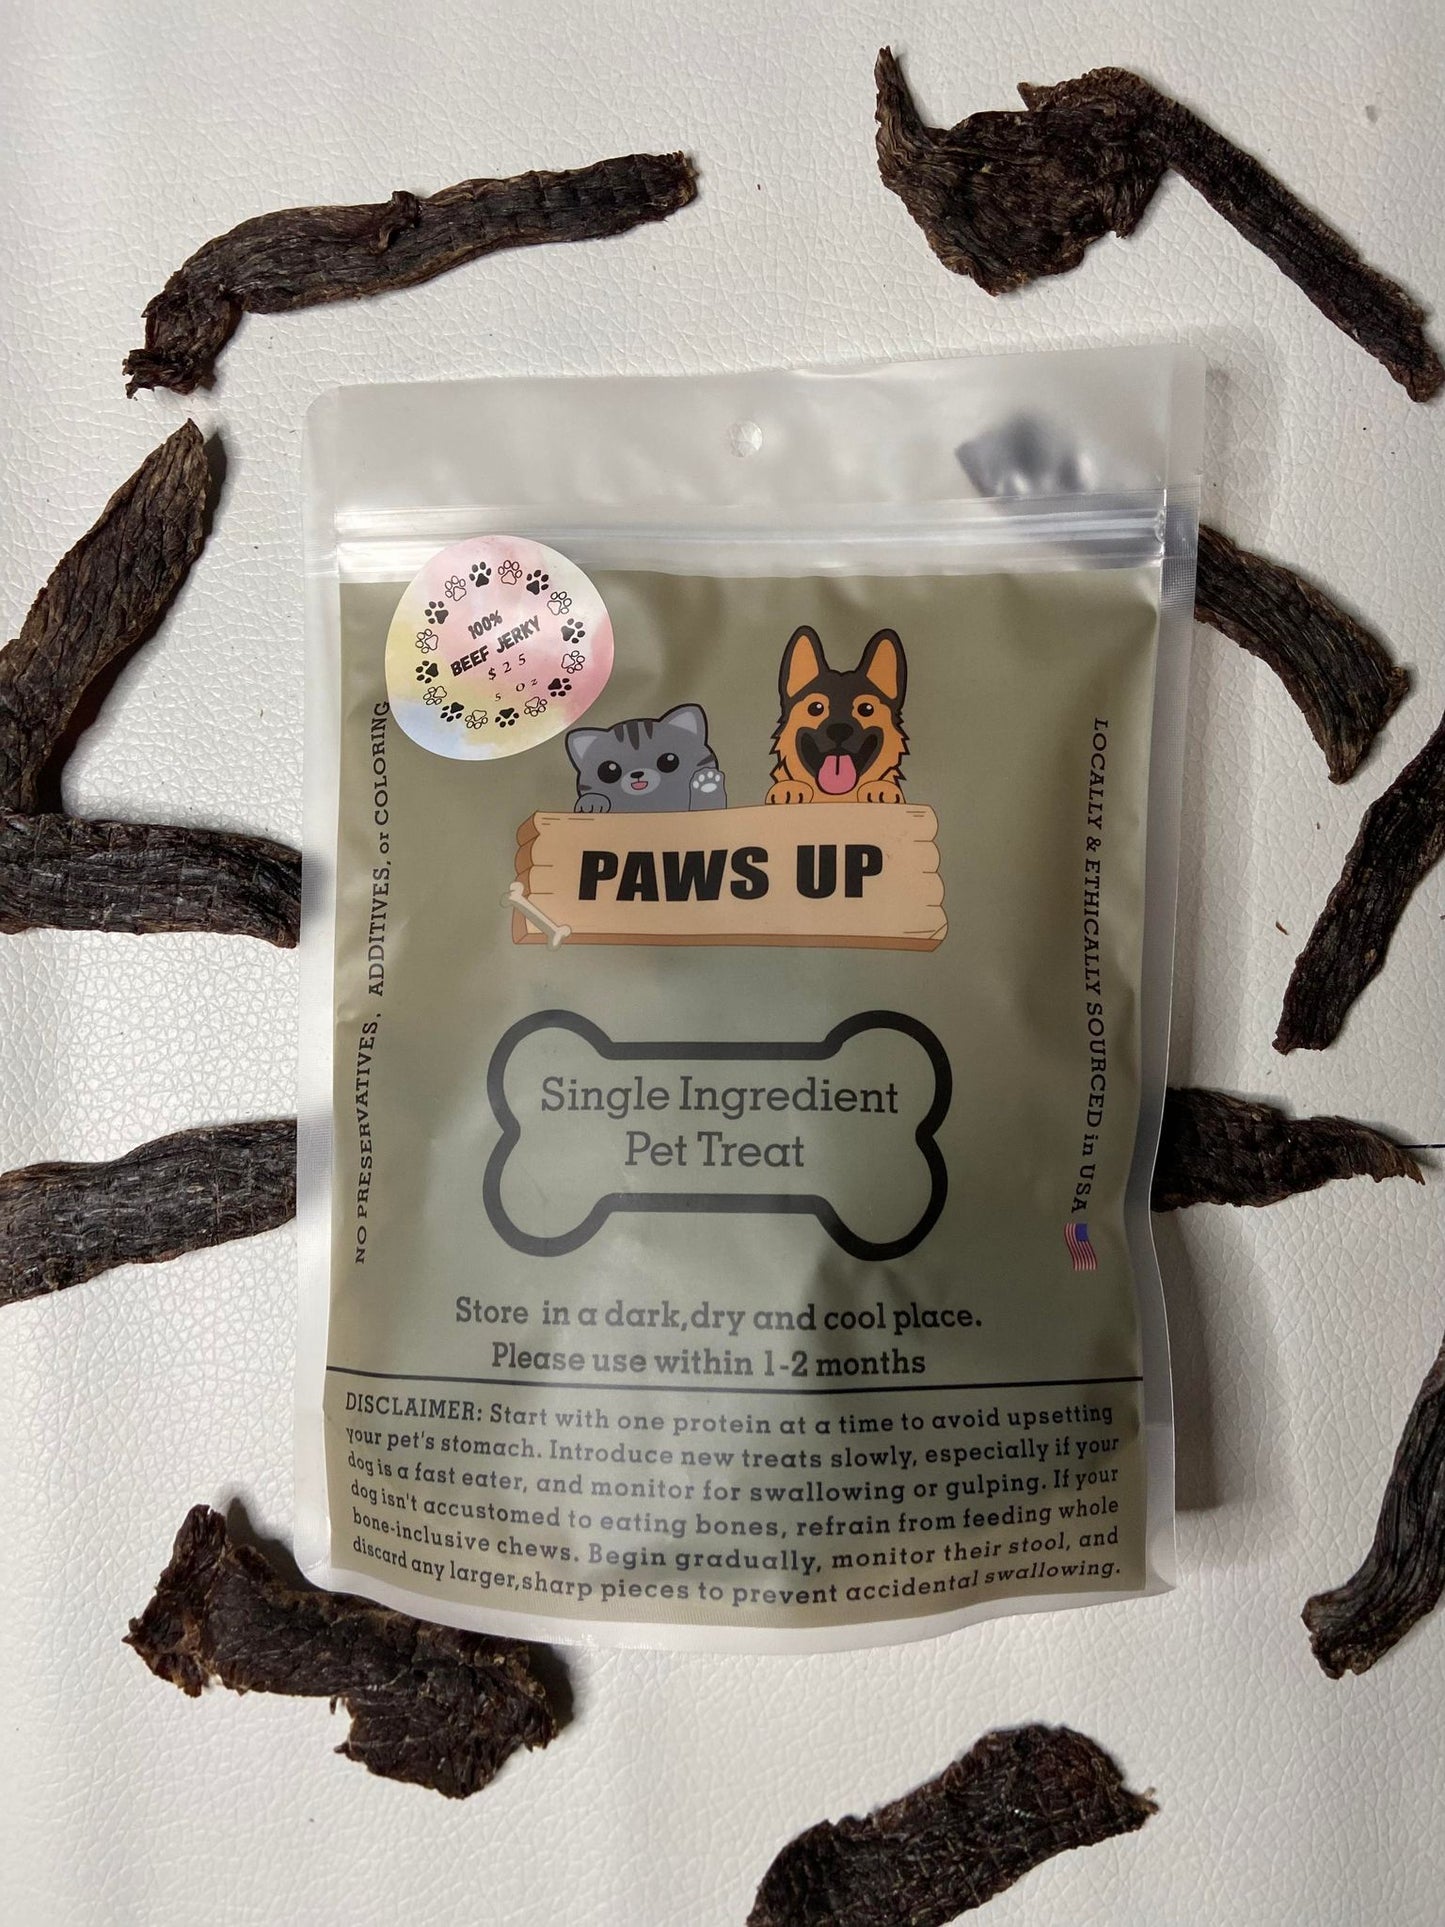 100%
BEEF JERKY
$25
5 Oz
PAWS UP
NO PRESERVATIVES, ADDITIVES, or COLORING
LOCALLY & ETHICALLY SOURCED in USA
Single Ingredient
Pet Treat
Store in a dark,dry and cool place.
Please use within 1-2 months
DISCLAIMER: Start with one protein at a time to avoid upsetting
your pet's stomach. Introduce new treats slowly, especially if your
dog is a fast eater, and monitor for swallowing or gulping. If your
dog isn't accustomed to eating bones, refrain from feeding whole
bone-inclusive chews. Begin gradually, monitor their stool, and
discard any larger,sharp pieces to prevent accidental swallowing.